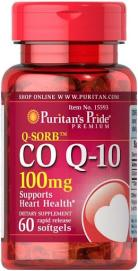 SHOP ONLINE WWW.PURITAN.COM
Item No. 15593
Puritan's Pride®
PREMIUM
Q-SORB™
CO Q-10
100mg
Supports
Heart Health*
DIETARY SUPPLEMENT
60 rapid release
softgels